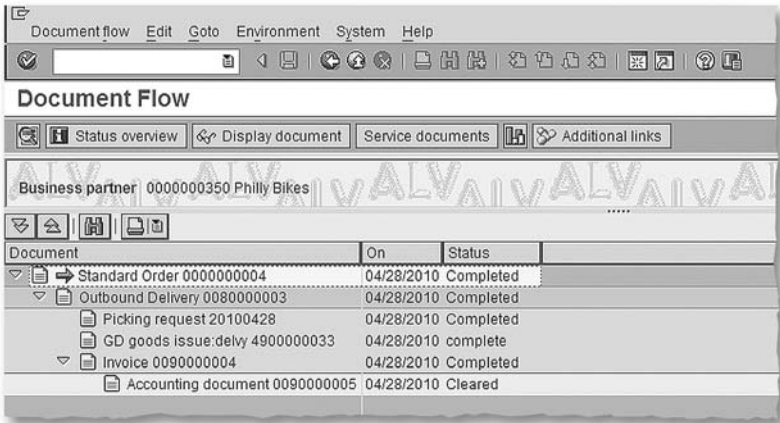 Document flow Edit Goto Environment System Help
Document Flow
Status overview Display document Service documents Additional links
Business partner 0000000350 Philly Bikes
Document On Status
Standard Order 0000000004 04/28/2010 Completed
Outbound Delivery 0080000003 04/28/2010 Completed
Picking request 20100428 04/28/2010 Completed
GD goods issue:delvy 4900000033 04/28/2010 complete
Invoice 0090000004 04/28/2010 Completed
Accounting document 0090000005 04/28/2010 Cleared